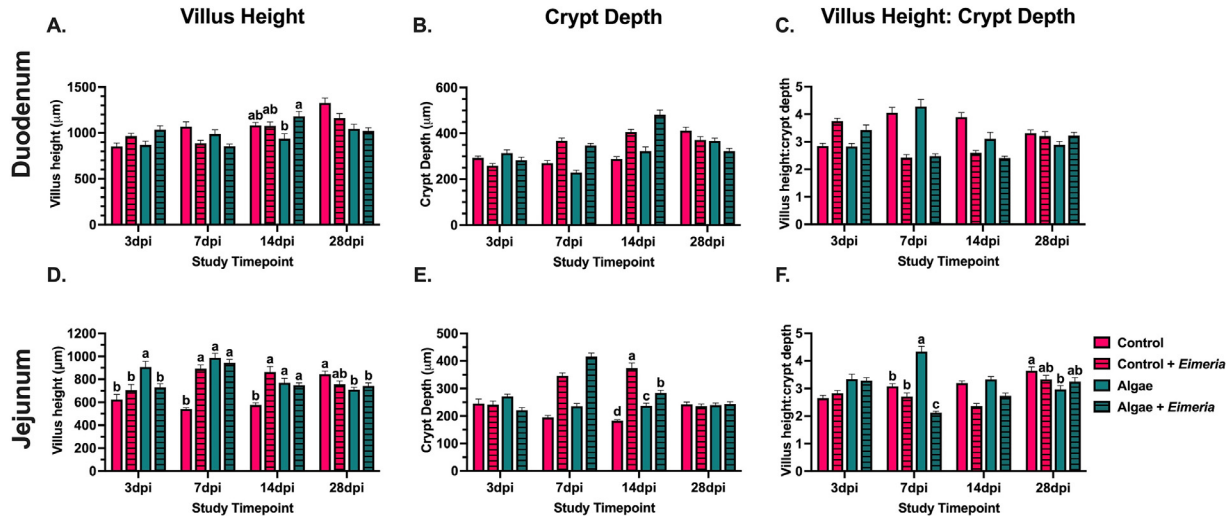 Villus Height
Crypt Depth
Villus Height: Crypt Depth
Duodenum
A.
Villus height (μm)
1500
1000
500
0
ab ab b a
3dpi 7dpi 14dpi 28dpi
Study Timepoint
B.
Crypt Depth (μm)
600
400
200
0
3dpi 7dpi 14dpi 28dpi
Study Timepoint
C.
Villus height:crypt depth
5
4
3
2
1
0
3dpi 7dpi 14dpi 28dpi
Study Timepoint
Jejunum
D.
Villus height (μm)
1200
1000
800
600
400
200
0
b b a b b a a a b a a a a ab b b
3dpi 7dpi 14dpi 28dpi
Study Timepoint
E.
Crypt Depth (μm)
500
400
300
200
100
0
d a c b
3dpi 7dpi 14dpi 28dpi
Study Timepoint
F.
Villus height:crypt depth
5
4
3
2
1
0
b b a c a ab b ab
3dpi 7dpi 14dpi 28dpi
Study Timepoint
Control
Control + Eimeria
Algae
Algae + Eimeria